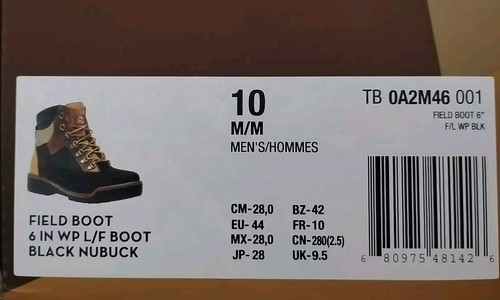 10
M/M
MEN'S/HOMMES
TB 0A2M46 001
FIELD BOOT 6"
F/L WP BLK
FIELD BOOT
6 IN WP L/F BOOT
BLACK NUBUCK
CM-28,0 BZ-42
EU- 44 FR-10
MX-28,0 CN-280(2.5)
JP- 28 UK-9.5
6 80975 48142 6